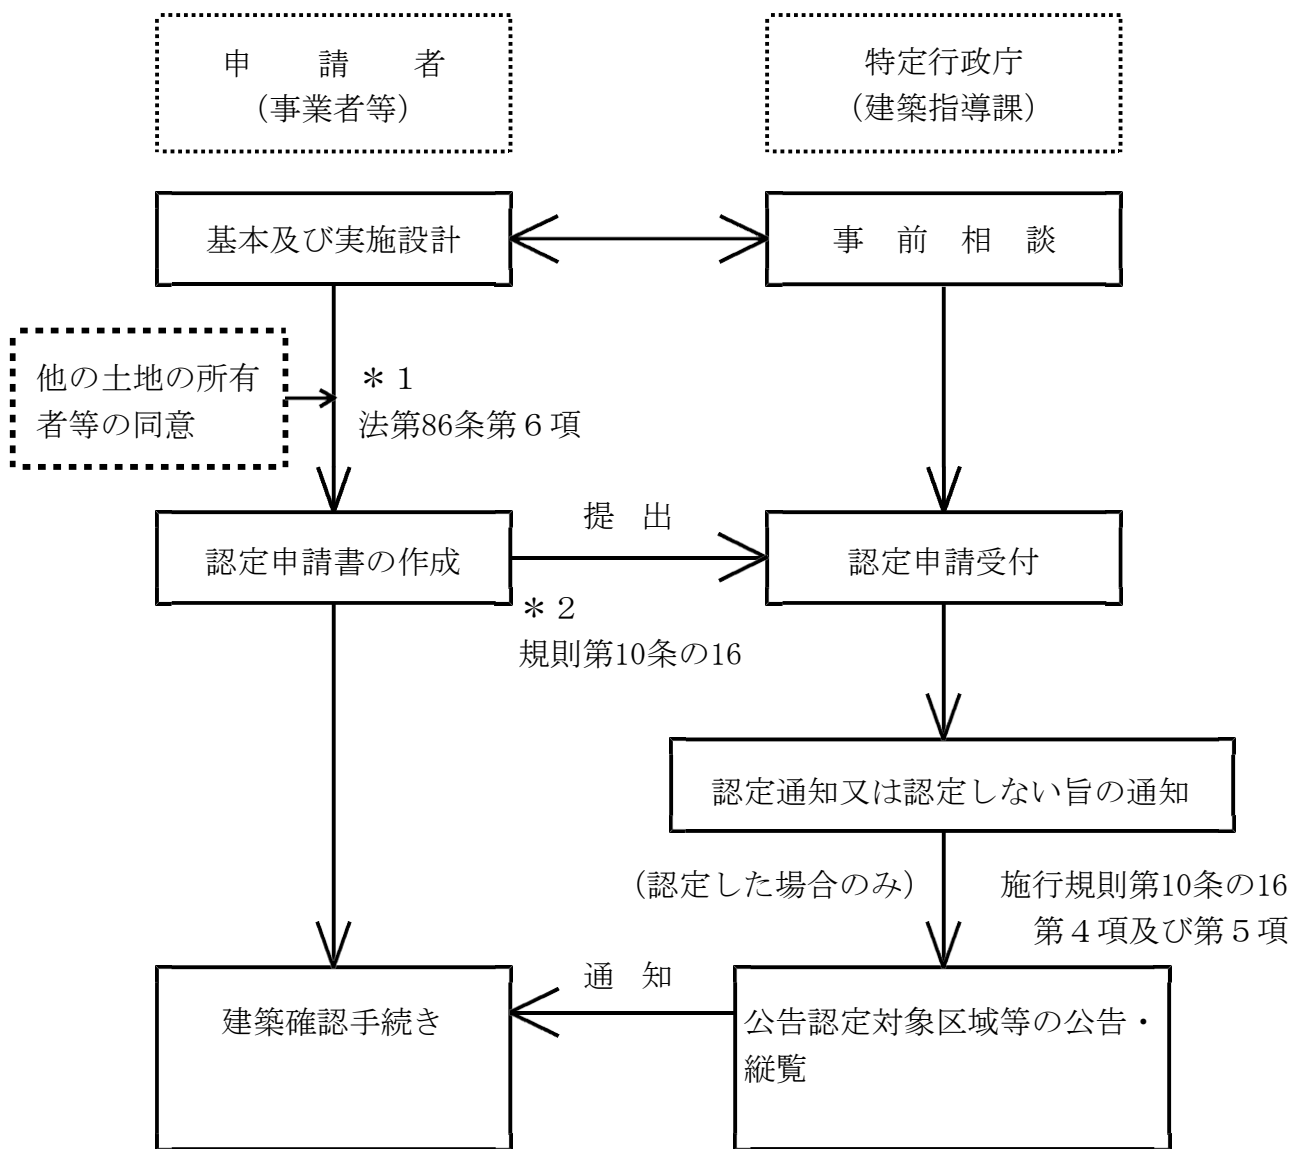 申　請　者
（事業者等）
特定行政庁
（建築指導課）
基本及び実施設計
事　前　相　談
他の土地の所有
者等の同意
＊１
法第86条第６項
認定申請書の作成
提　出
認定申請受付
＊２
規則第10条の16
認定通知又は認定しない旨の通知
（認定した場合のみ）
施行規則第10条の16
第４項及び第５項
建築確認手続き
通　知
公告認定対象区域等の公告・
縦覧